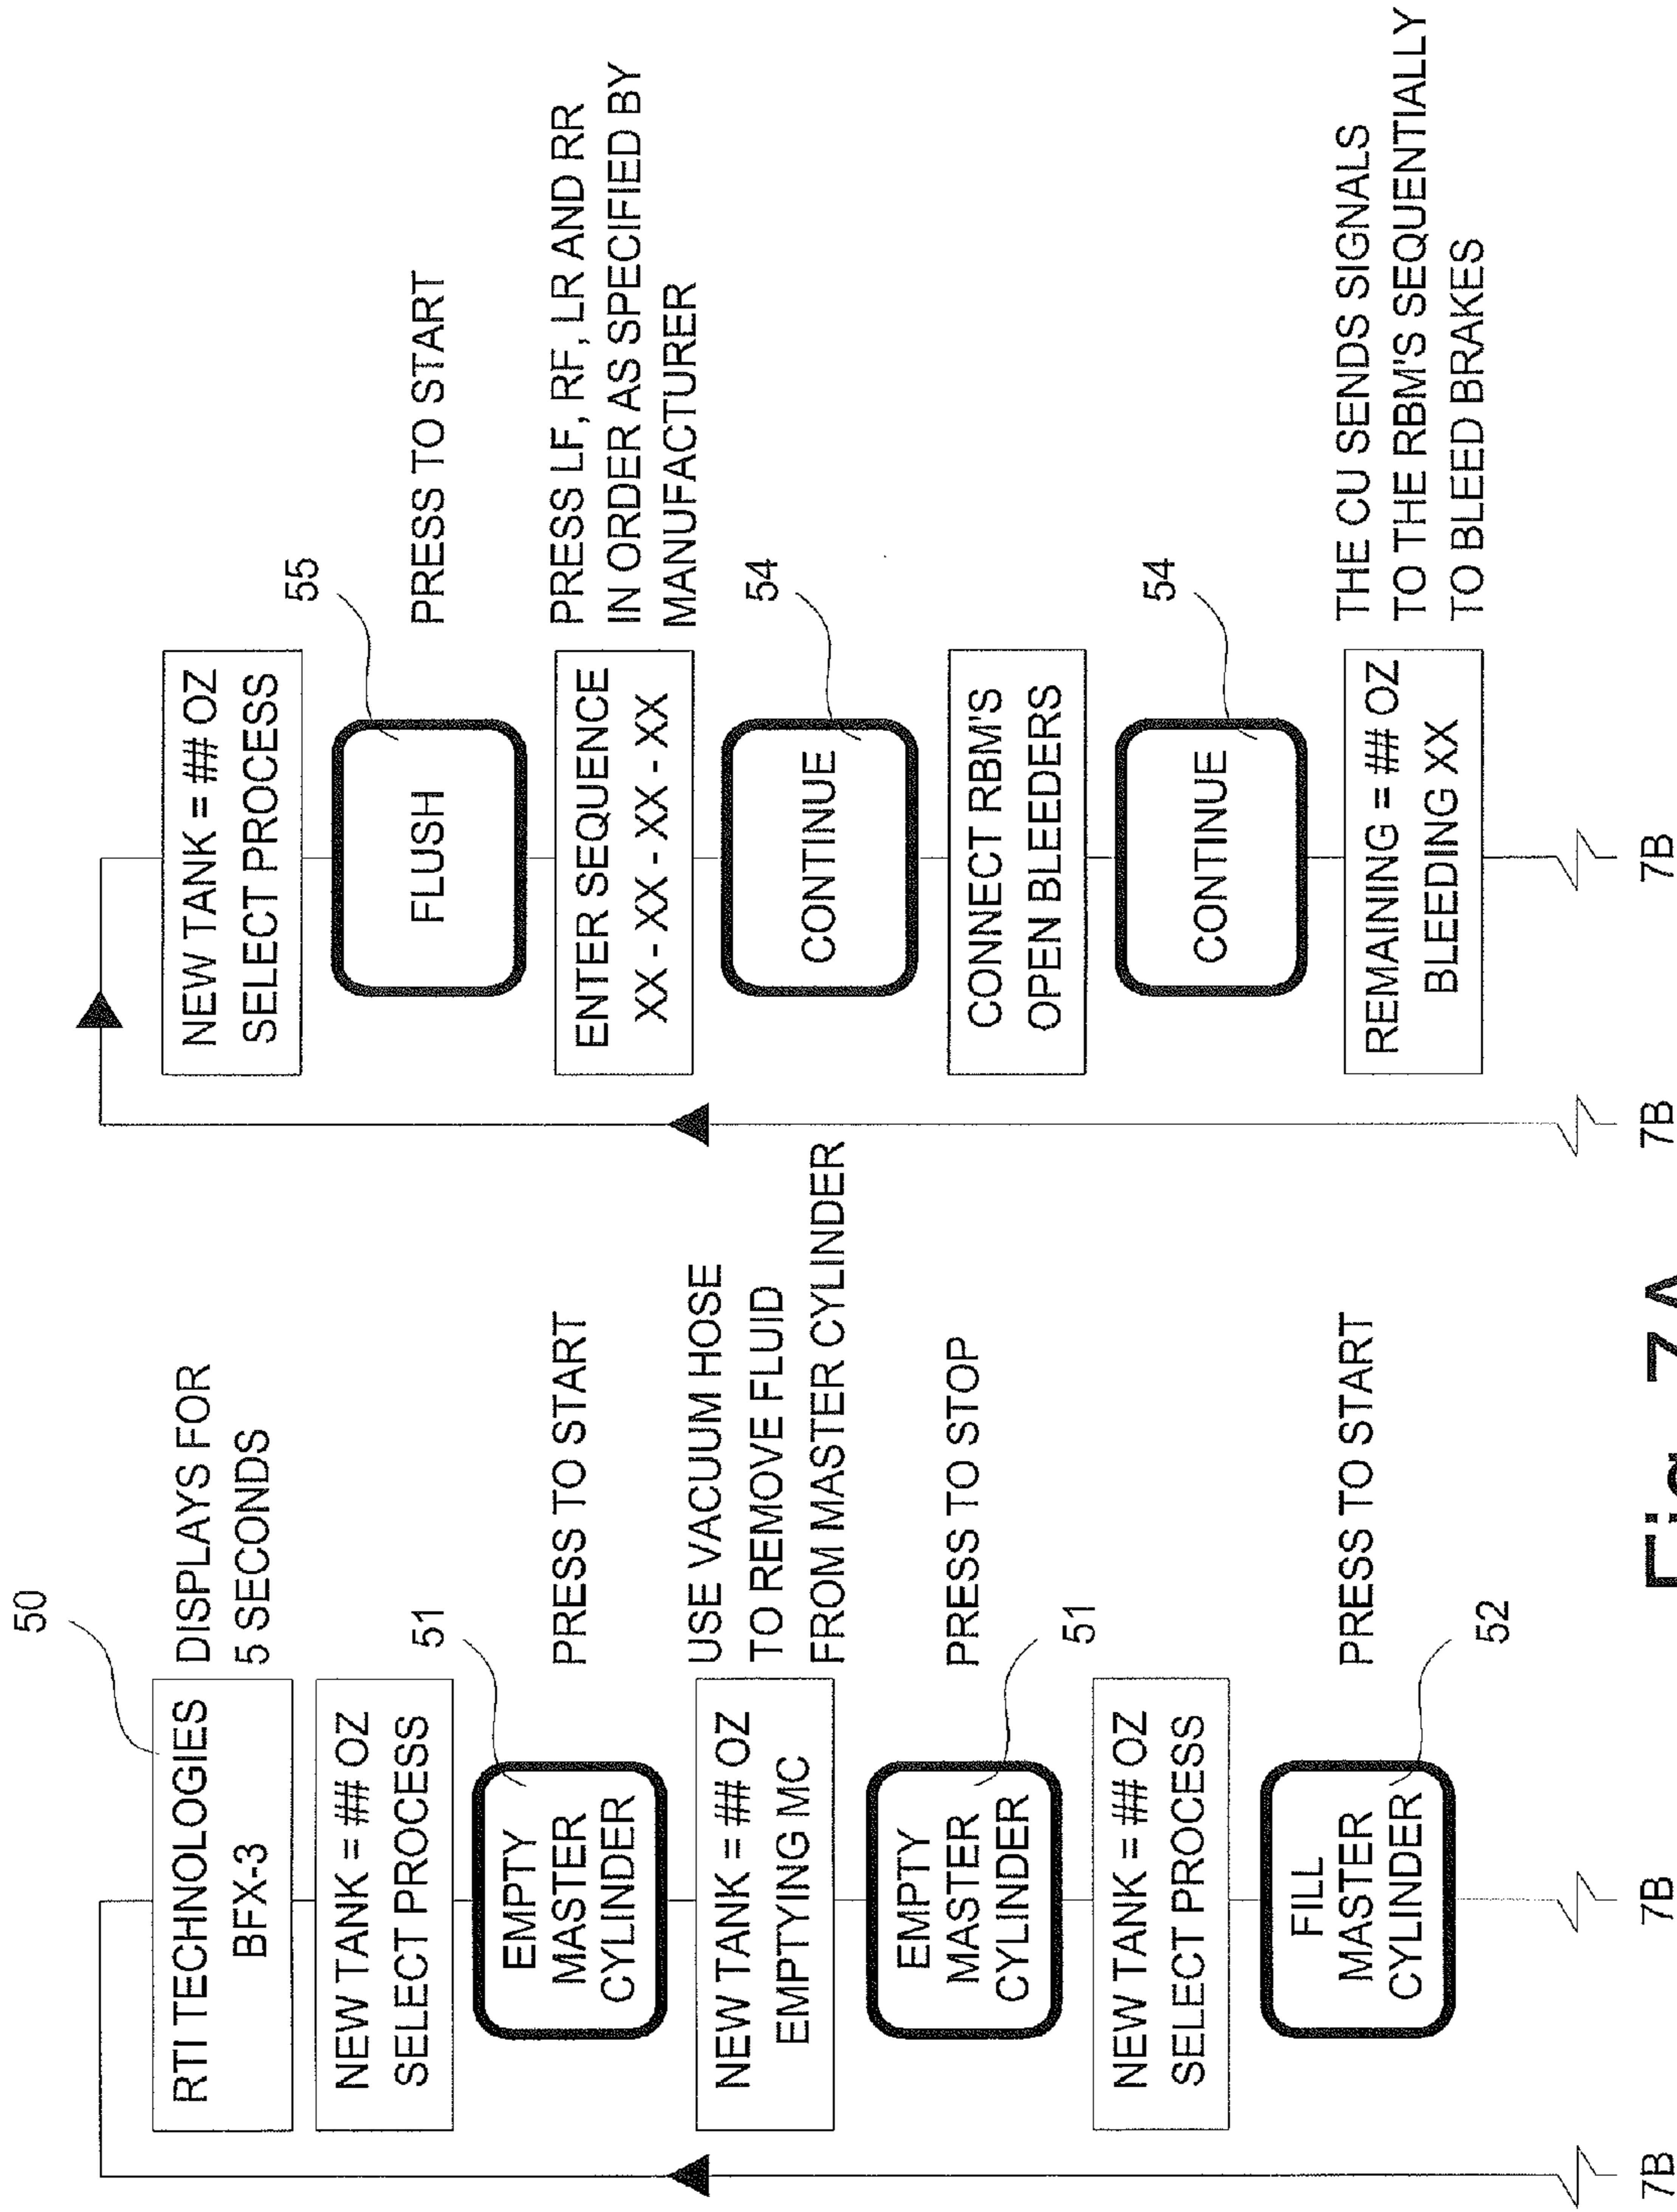 50
RTI TECHNOLOGIES
BFX-3
DISPLAYS FOR
5 SECONDS
NEW TANK = ## OZ
SELECT PROCESS
51
EMPTY
MASTER
CYLINDER
PRESS TO START
NEW TANK = ## OZ
EMPTYING MC
USE VACUUM HOSE
TO REMOVE FLUID
FROM MASTER CYLINDER
EMPTY
MASTER
CYLINDER
PRESS TO STOP
51
NEW TANK = ## OZ
SELECT PROCESS
FILL
MASTER
CYLINDER
PRESS TO START
52
7B
7B
NEW TANK = ## OZ
SELECT PROCESS
55
FLUSH
PRESS TO START
ENTER SEQUENCE
XX - XX - XX - XX
PRESS LF, RF, LR AND RR
IN ORDER AS SPECIFIED BY
MANUFACTURER
54
CONTINUE
CONNECT RBM'S
OPEN BLEEDERS
54
CONTINUE
REMAINING = ## OZ
BLEEDING XX
THE CU SENDS SIGNALS
TO THE RBM'S SEQUENTIALLY
TO BLEED BRAKES
7B
7B
Fig. 7A